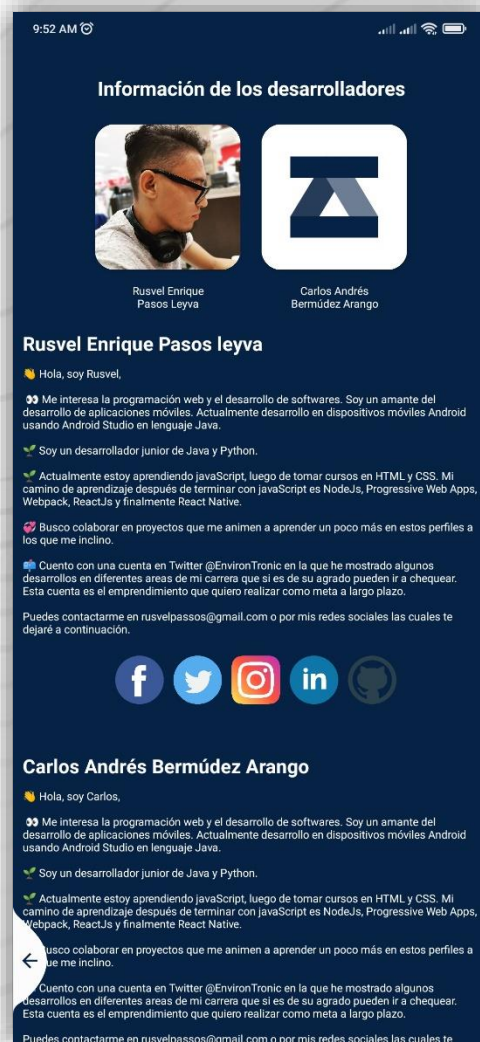 9:52 AM
Información de los desarrolladores
Rusvel Enrique
Pasos Leyva
Carlos Andrés
Bermúdez Arango
Rusvel Enrique Pasos leyva
👋 Hola, soy Rusvel,
👀 Me interesa la programación web y el desarrollo de softwares. Soy un amante del
desarrollo de aplicaciones móviles. Actualmente desarrollo en dispositivos móviles Android
usando Android Studio en lenguaje Java.
🌱 Soy un desarrollador junior de Java y Python.
🌱 Actualmente estoy aprendiendo javaScript, luego de tomar cursos en HTML y CSS. Mi
camino de aprendizaje después de terminar con javaScript es NodeJs, Progressive Web Apps,
Webpack, ReactJs y finalmente React Native.
💞 Busco colaborar en proyectos que me animen a aprender un poco más en estos perfiles a
los que me inclino.
📫 Cuento con una cuenta en Twitter @EnvironTronic en la que he mostrado algunos
desarrollos en diferentes areas de mi carrera que si es de su agrado pueden ir a chequear.
Esta cuenta es el emprendimiento que quiero realizar como meta a largo plazo.
Puedes contactarme en rusvelpassos@gmail.com o por mis redes sociales las cuales te
dejaré a continuación.
f
in
Carlos Andrés Bermúdez Arango
👋 Hola, soy Carlos,
👀 Me interesa la programación web y el desarrollo de softwares. Soy un amante del
desarrollo de aplicaciones móviles. Actualmente desarrollo en dispositivos móviles Android
usando Android Studio en lenguaje Java.
🌱 Soy un desarrollador junior de Java y Python.
🌱 Actualmente estoy aprendiendo javaScript, luego de tomar cursos en HTML y CSS. Mi
camino de aprendizaje después de terminar con javaScript es NodeJs, Progressive Web Apps,
Webpack, ReactJs y finalmente React Native.
usco colaborar en proyectos que me animen a aprender un poco más en estos perfiles a
ue me inclino.
Cuento con una cuenta en Twitter @EnvironTronic en la que he mostrado algunos
desarrollos en diferentes areas de mi carrera que si es de su agrado pueden ir a chequear.
Esta cuenta es el emprendimiento que quiero realizar como meta a largo plazo.
Puedes contactarme en rusvelpassos@gmail.com o por mis redes sociales las cuales te